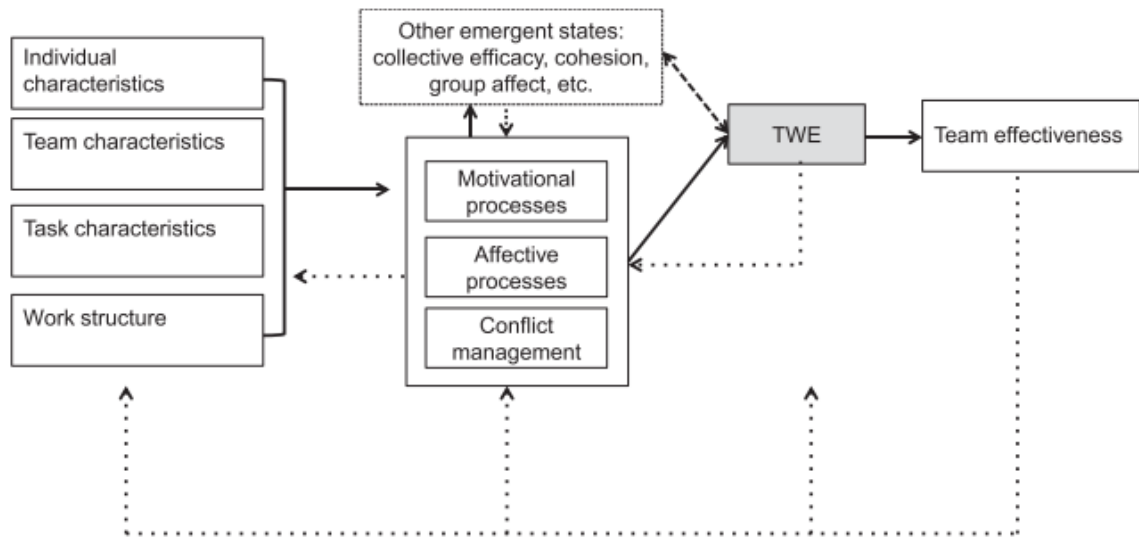 Individual
characteristics
Team characteristics
Task characteristics
Work structure
Other emergent states:
collective efficacy, cohesion,
group affect, etc.
Motivational
processes
Affective
processes
Conflict
management
TWE
Team effectiveness